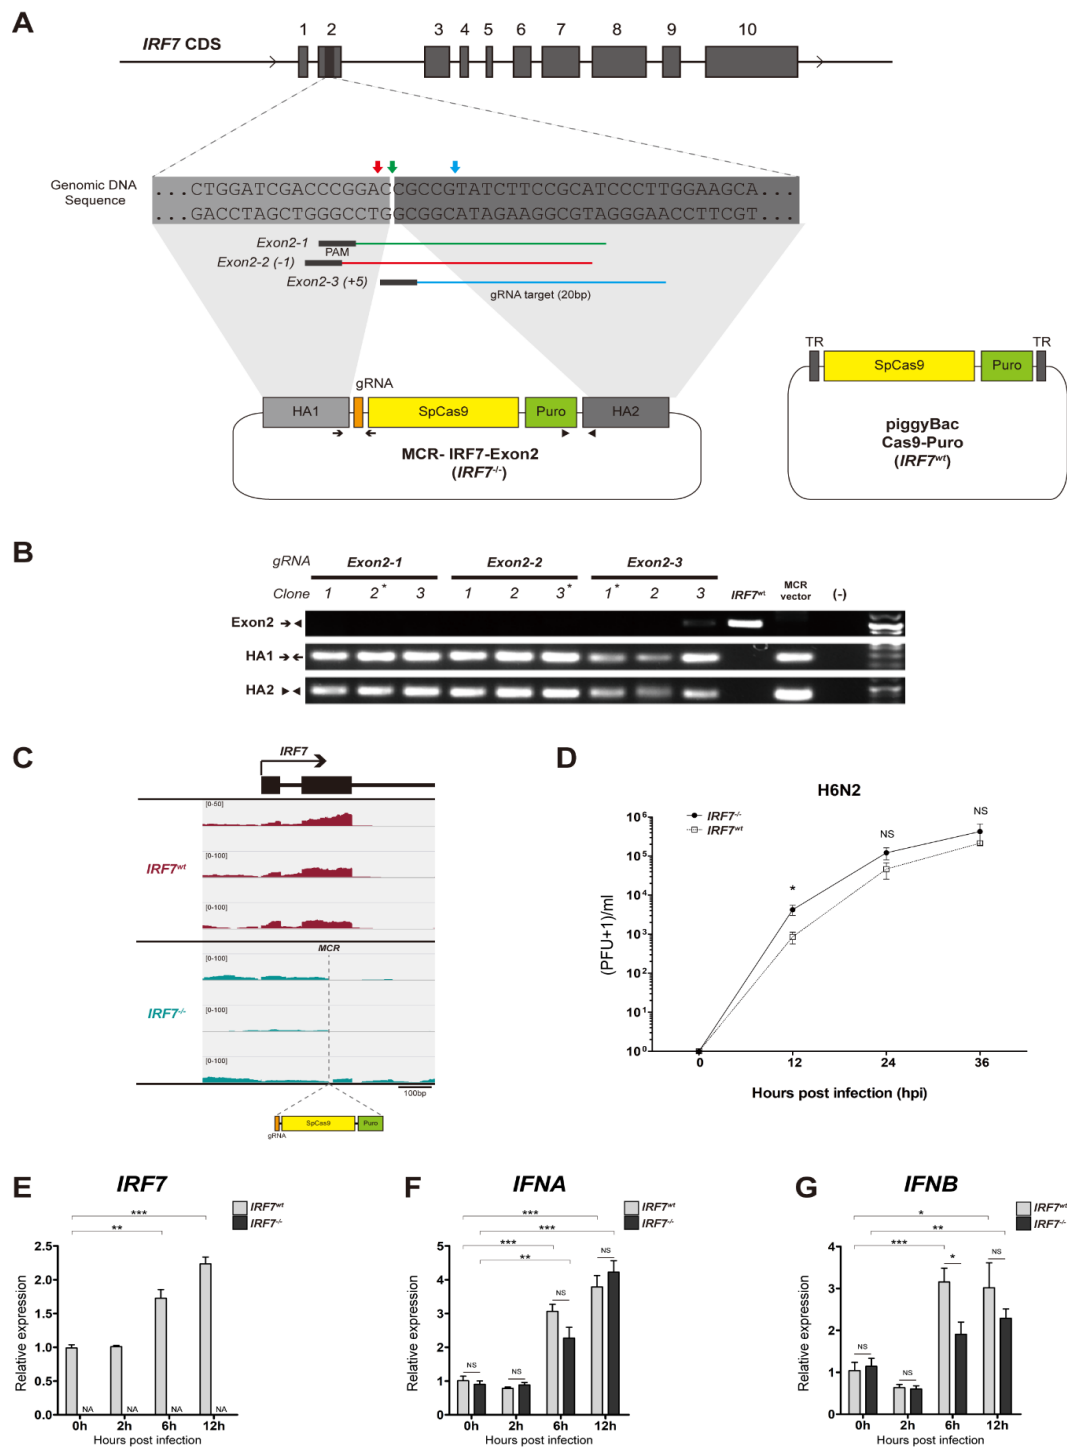 A
IRF7 CDS
1 2 3 4 5 6 7 8 9 10
Genomic DNA
Sequence
...CTGGATCGACCCGGACCGCCGTATCTTCCGCATCCCTTGGAAGCA...
...GACCTAGCTGGGCCTGGCGGCATAGAAGGCGTAGGGAACCTTCGT...
Exon2-1
PAM
Exon2-2 (-1)
Exon2-3 (+5)
gRNA target (20bp)
gRNA
HA1 SpCas9 Puro HA2
MCR- IRF7-Exon2
(IRF7-/-)
TR TR
SpCas9 Puro
piggyBac
Cas9-Puro
(IRF7wt)
B
gRNA Exon2-1 Exon2-2 Exon2-3
Clone 1 2* 3 1 2 3* 1* 2 3 IRF7wt MCR vector (-)
Exon2
HA1
HA2
C
IRF7
[0-50]
IRF7wt
[0-100]
[0-100]
MCR
[0-100]
IRF7-/-
[0-100]
[0-100]
100bp
SpCas9 Puro
gRNA
D
H6N2
IRF7-/-
IRF7wt
(PFU+1)/ml
10⁶
10⁵
10⁴
10³
10²
10¹
10⁰
* NS NS
0 12 24 36
Hours post infection (hpi)
E
IRF7
IRF7wt
IRF7-/-
***
**
Relative expression
2.5
2.0
1.5
1.0
0.5
0.0
NA NA NA NA
0h 2h 6h 12h
Hours post infection
F
IFNA
IRF7wt
IRF7-/-
***
***
***
**
NS NS NS NS
Relative expression
5
4
3
2
1
0
0h 2h 6h 12h
Hours post infection
G
IFNB
IRF7wt
IRF7-/-
*
**
***
NS NS * NS
Relative expression
4
3
2
1
0
0h 2h 6h 12h
Hours post infection